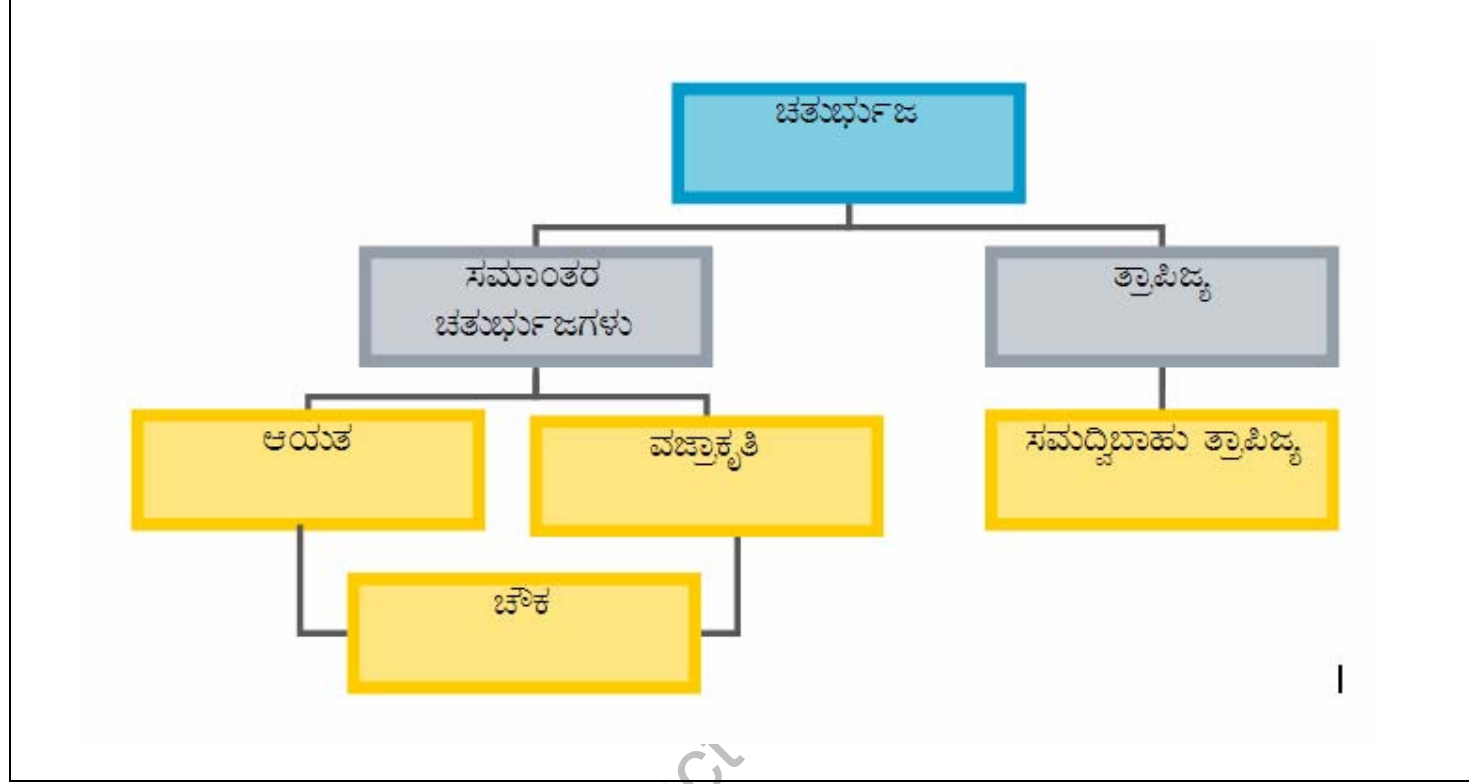 ಚತುರ್ಭುಜ
ಸಮಾಂತರ
ಚತುರ್ಭುಜಗಳು
ತ್ರಾಪಿಜ್ಯ
ಆಯತ
ವಜ್ರಾಕೃತಿ
ಸಮದ್ವಿಬಾಹು ತ್ರಾಪಿಜ್ಯ
ಚೌಕ